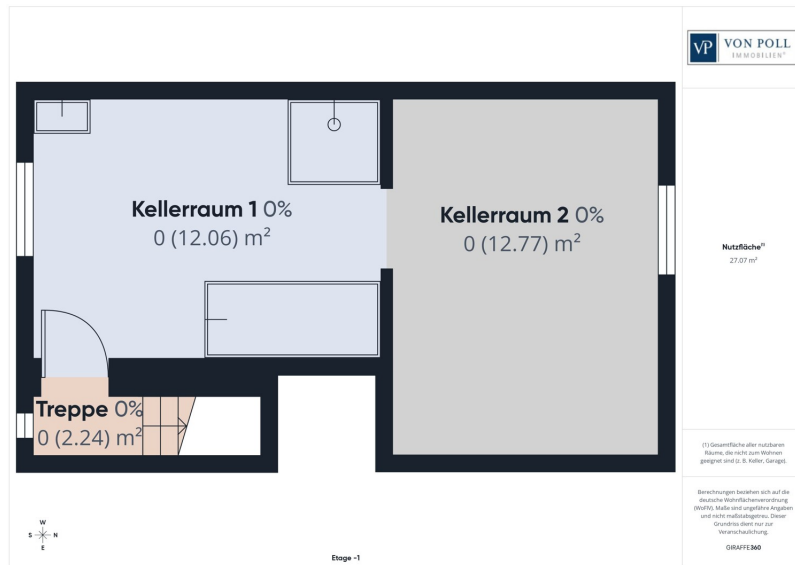 VP VON POLL
IMMOBILIEN®
Kellerraum 1 0%
0 (12.06) m²
Kellerraum 2 0%
0 (12.77) m²
Treppe 0%
0 (2.24) m²
Nutzfläche⁽¹⁾
27.07 m²
(1) Gesamtfläche aller nutzbaren
Räume, die nicht zum Wohnen
geeignet sind (z. B. Keller, Garage).
Berechnungen beziehen sich auf die
deutsche Wohnflächenverordnung
(WoFlV). Maße sind ungefähre Angaben
und nicht maßstabsgetreu. Dieser
Grundriss dient nur zur
Veranschaulichung.
GIRAFFE360
W
S N
E
Etage -1